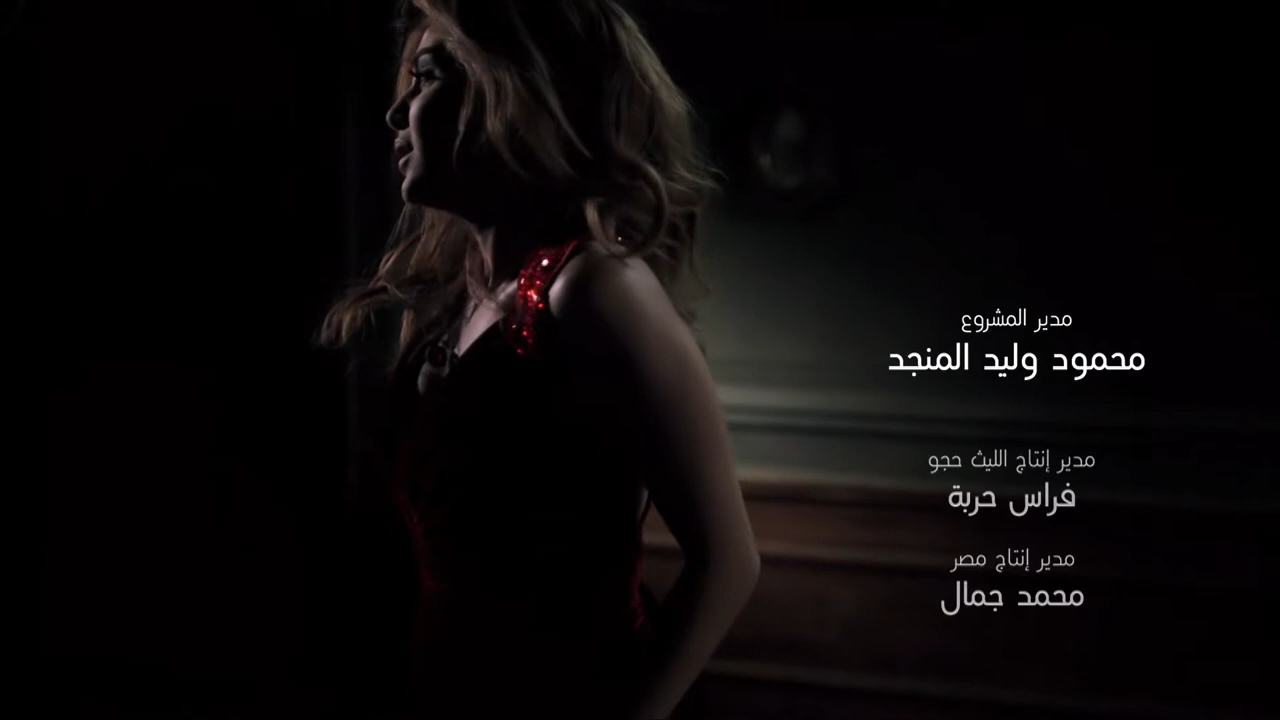 مدير المشروع
محمود وليد المنجد
مدير إنتاج الليث حجو
فراس حربة
مدير إنتاج مصر
محمد جمال